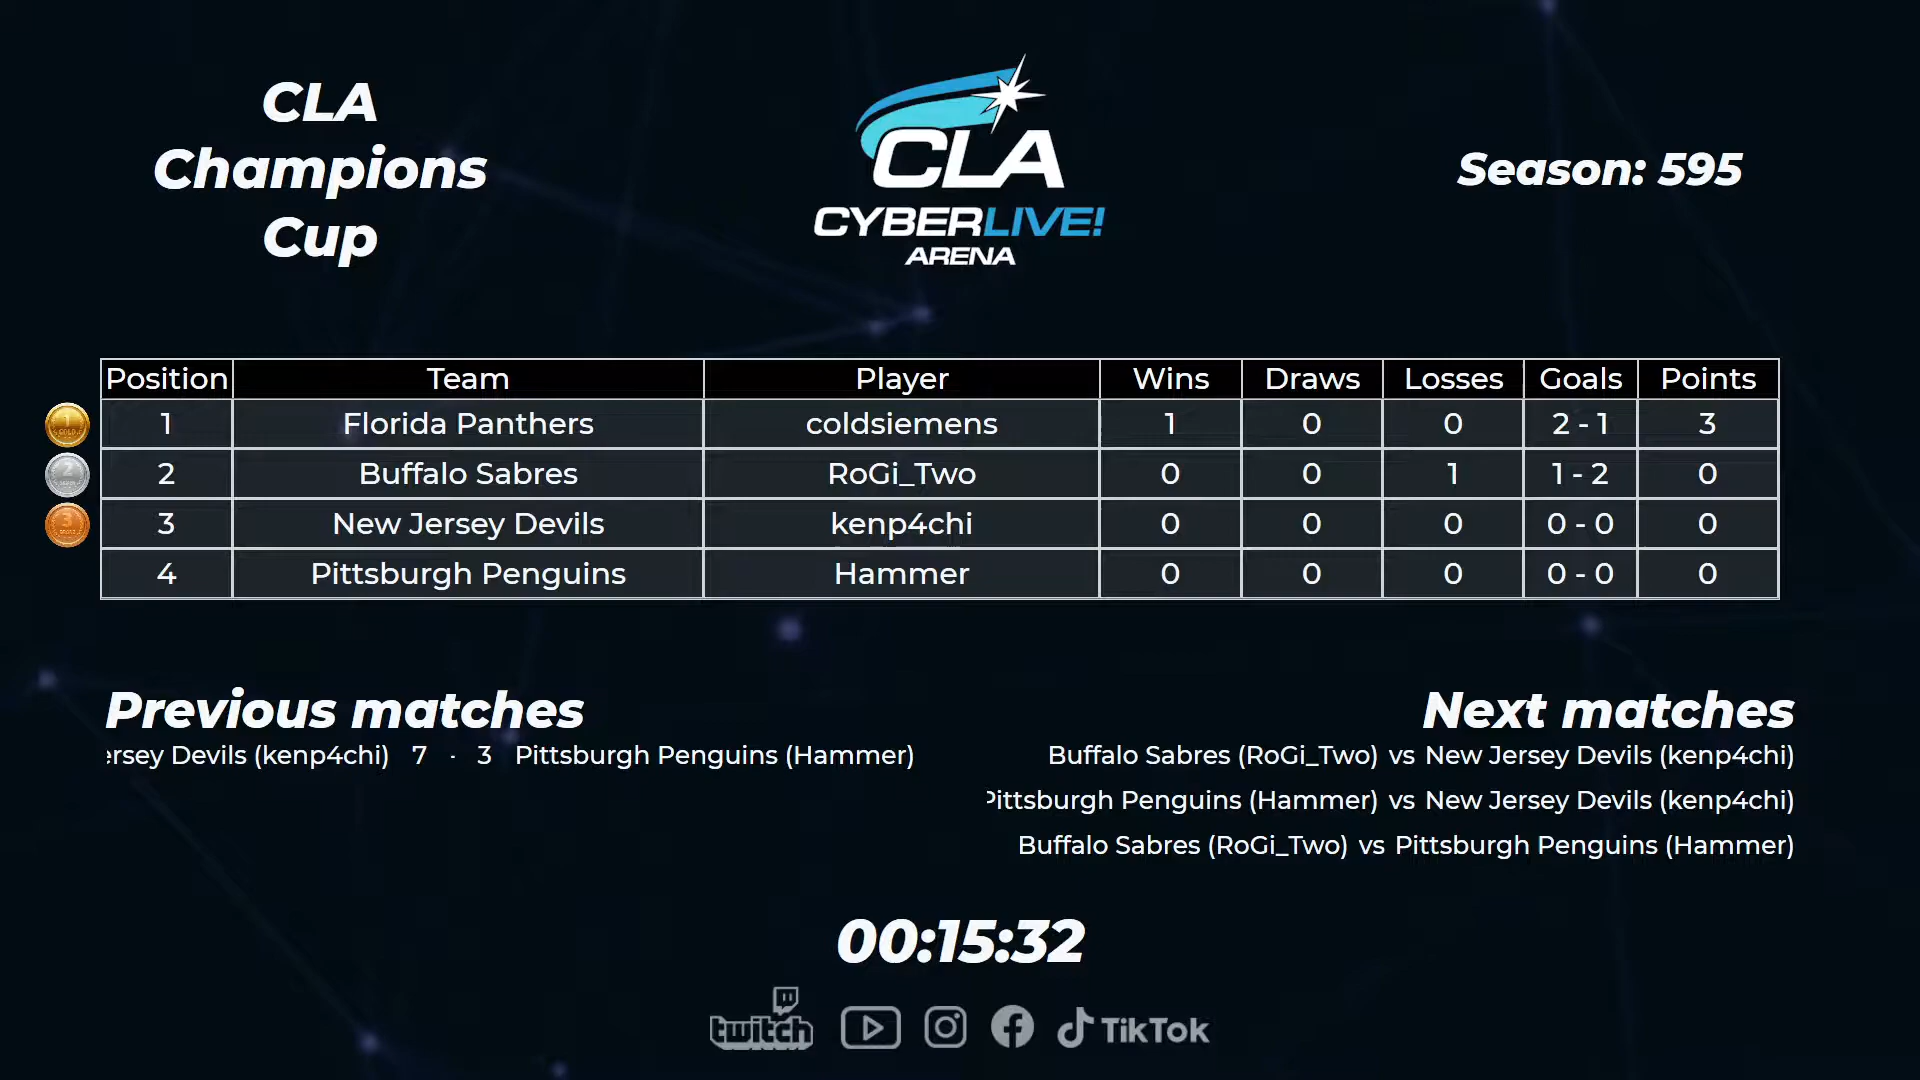 CLA
Champions
Cup
CLA
CYBERLIVE!
ARENA
Season: 595
Position Team Player Wins Draws Losses Goals Points
1 Florida Panthers coldsiemens 1 0 0 2 - 1 3
2 Buffalo Sabres RoGi_Two 0 0 1 1 - 2 0
3 New Jersey Devils kenp4chi 0 0 0 0 - 0 0
4 Pittsburgh Penguins Hammer 0 0 0 0 - 0 0
Previous matches
ersey Devils (kenp4chi) 7 - 3 Pittsburgh Penguins (Hammer)
Next matches
Buffalo Sabres (RoGi_Two) vs New Jersey Devils (kenp4chi)
Pittsburgh Penguins (Hammer) vs New Jersey Devils (kenp4chi)
Buffalo Sabres (RoGi_Two) vs Pittsburgh Penguins (Hammer)
00:15:32
twitch TikTok